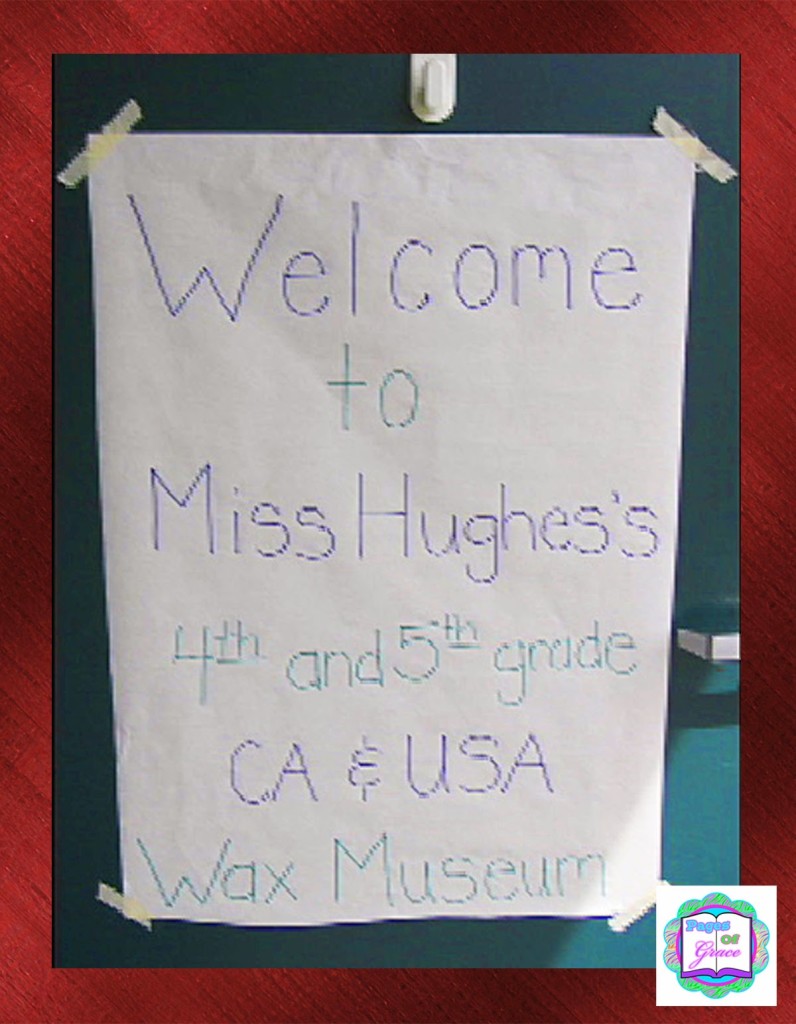 Welcome
to
Miss Hughes's
4th and 5th grade
CA & USA
Wax Museum
Pages
Of
Grace